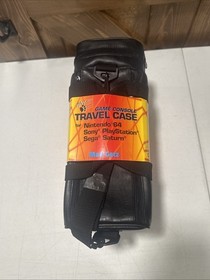 GAME CONSOLE
TRAVEL CASE
for Nintendo 64
Sony PlayStation
Sega Saturn